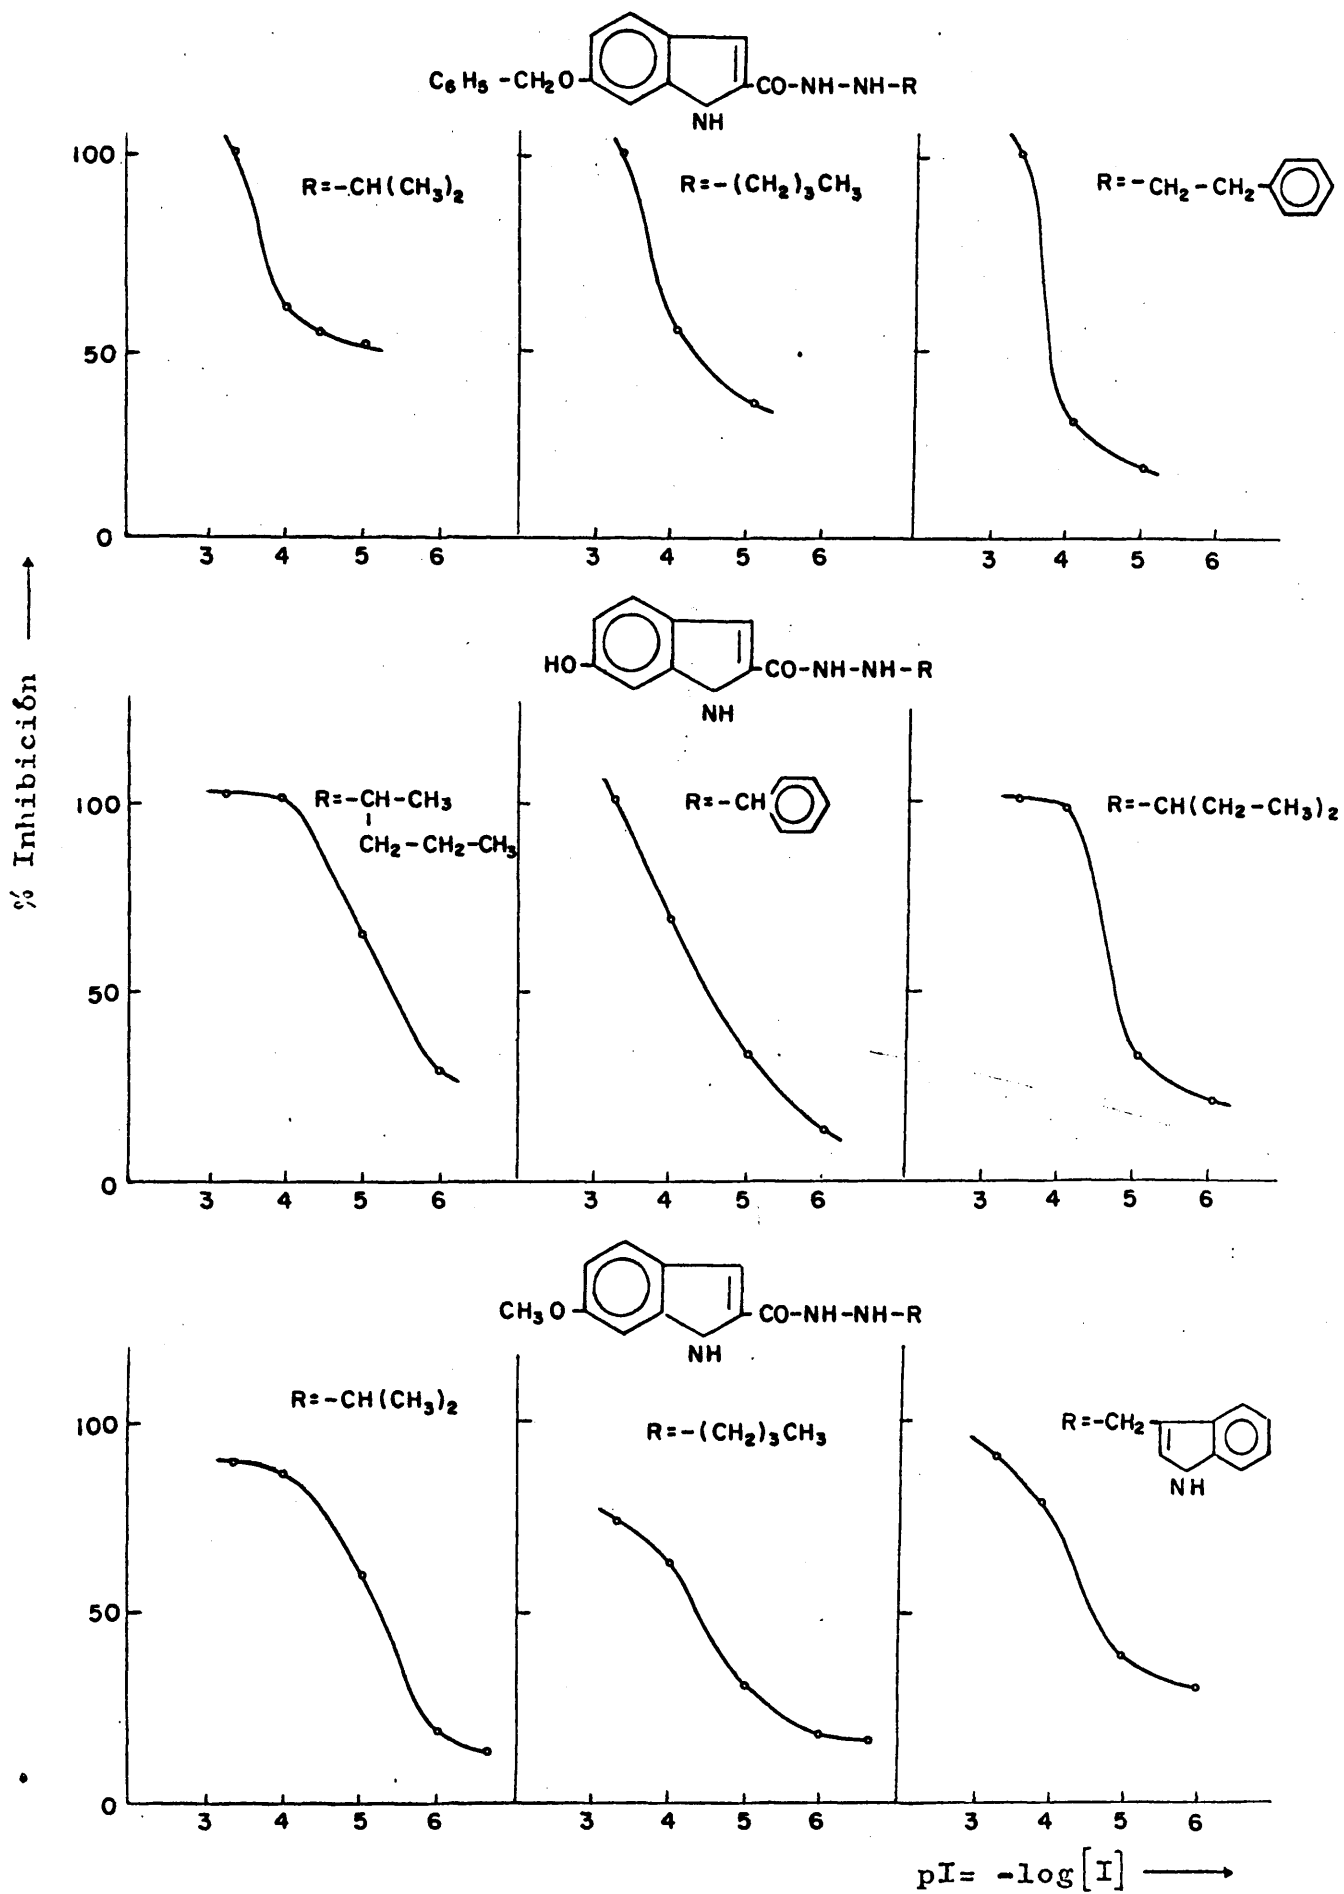 C6H5-CH2O-
-CO-NH-NH-R
NH
R=-CH(CH3)2
R=-(CH2)3CH3
R=-CH2-CH2-
100
50
0
3 4 5 6
3 4 5 6
3 4 5 6
HO-
-CO-NH-NH-R
NH
R=-CH-CH3
CH2-CH2-CH3
R=-CH
R=-CH(CH2-CH3)2
100
50
0
3 4 5 6
3 4 5 6
3 4 5 6
% Inhibición
CH3O-
-CO-NH-NH-R
NH
R=-CH(CH3)2
R=-(CH2)3CH3
R=-CH2-
NH
100
50
0
3 4 5 6
3 4 5 6
3 4 5 6
pI= -log[I]